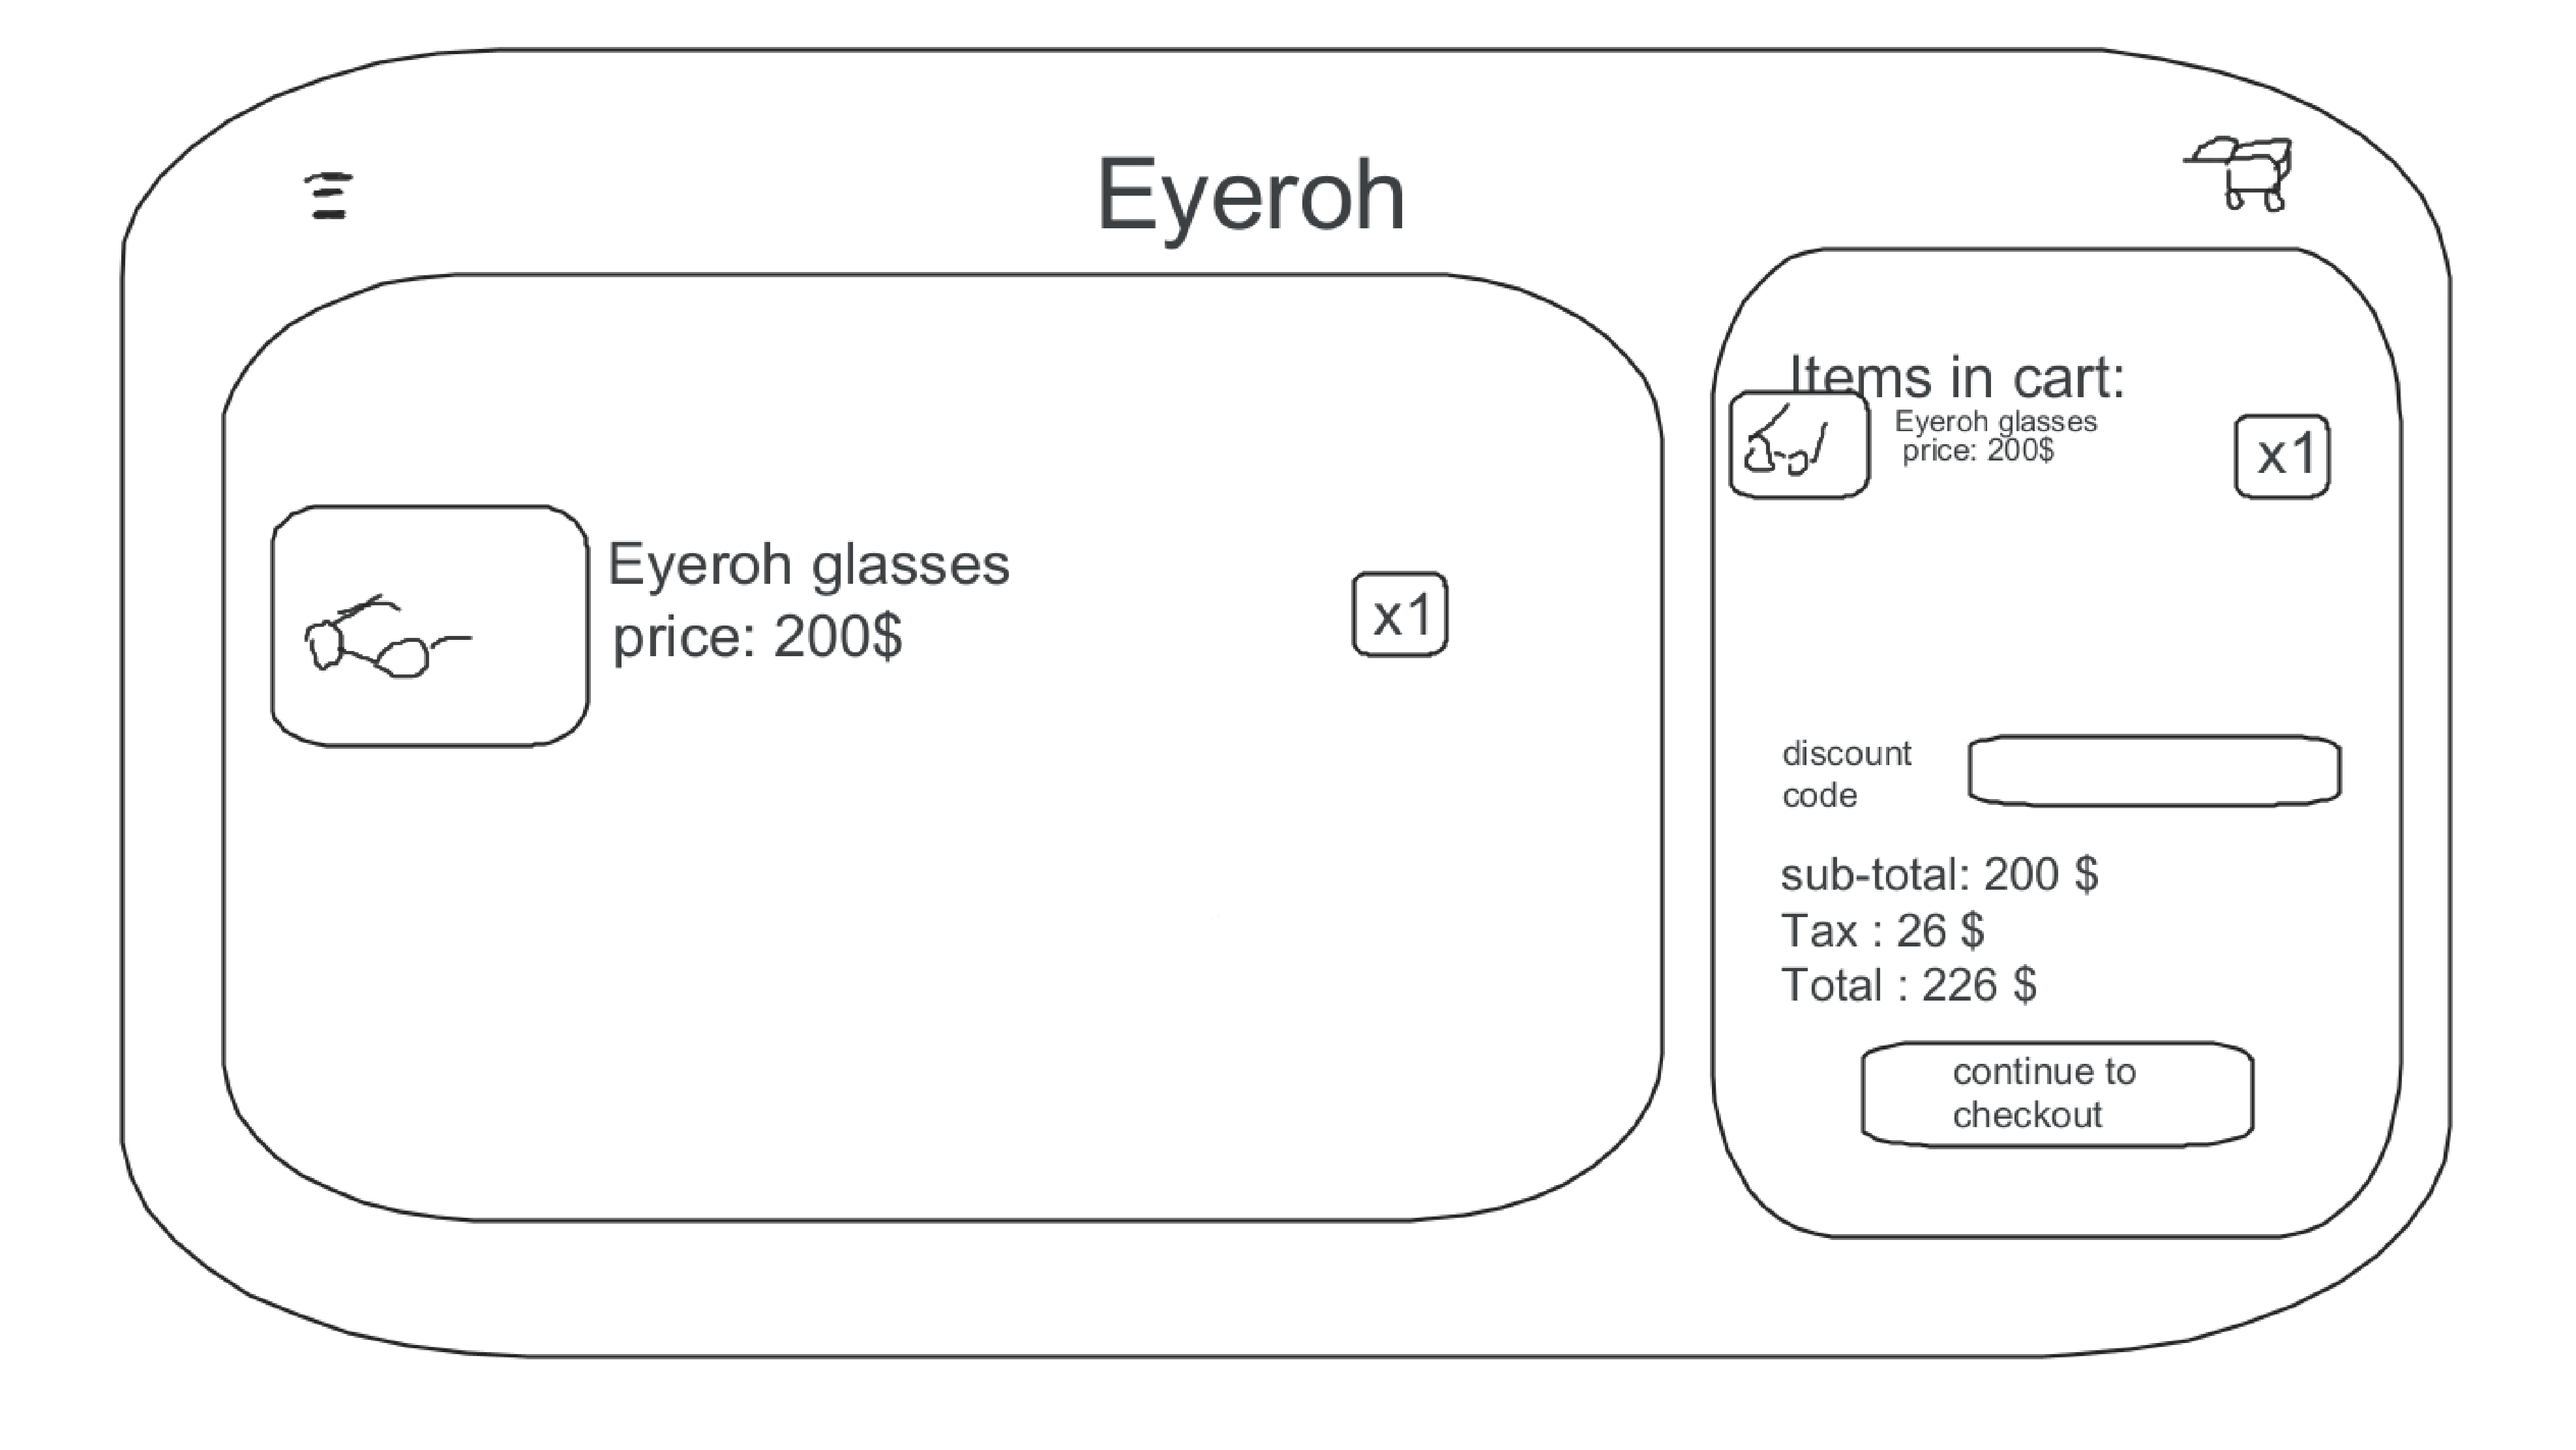 Eyeroh
Eyeroh glasses
price: 200$
x1
Items in cart:
Eyeroh glasses
price: 200$
x1
discount
code
sub-total: 200 $
Tax : 26 $
Total : 226 $
continue to
checkout